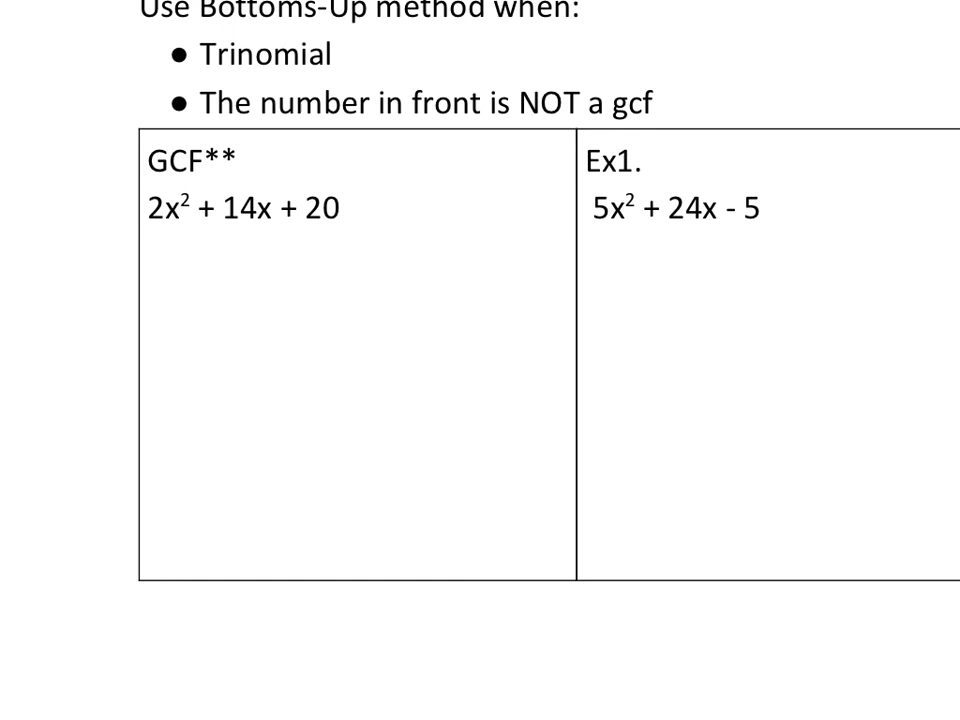 Use Bottoms-Up method when:
● Trinomial
● The number in front is NOT a gcf
GCF**
2x² + 14x + 20
Ex1.
5x² + 24x - 5